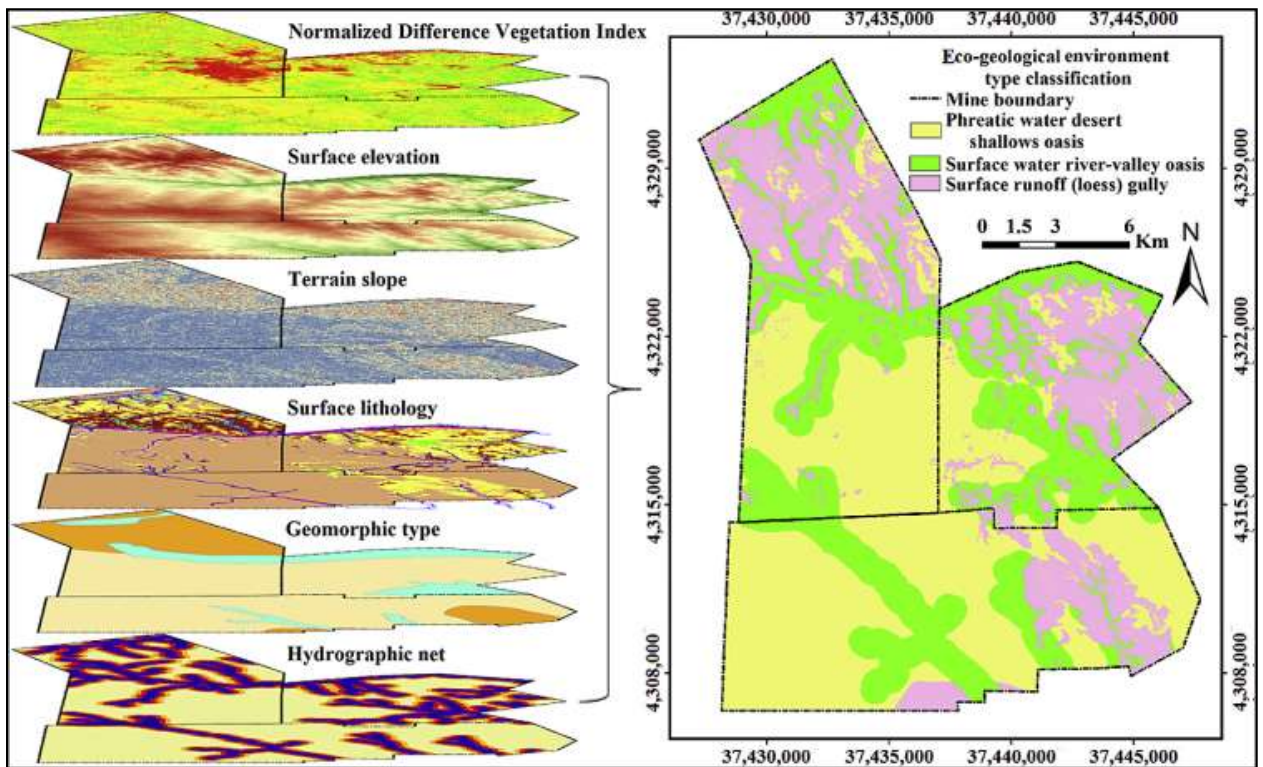 Normalized Difference Vegetation Index
Surface elevation
Terrain slope
Surface lithology
Geomorphic type
Hydrographic net
37,430,000 37,435,000 37,440,000 37,445,000
Eco-geological environment
type classification
Mine boundary
Phreatic water desert
shallows oasis
Surface water river-valley oasis
Surface runoff (loess) gully
0 1.5 3 6
Km
N
4,329,000
4,322,000
4,315,000
4,308,000
4,329,000
4,322,000
4,315,000
4,308,000
37,430,000 37,435,000 37,440,000 37,445,000